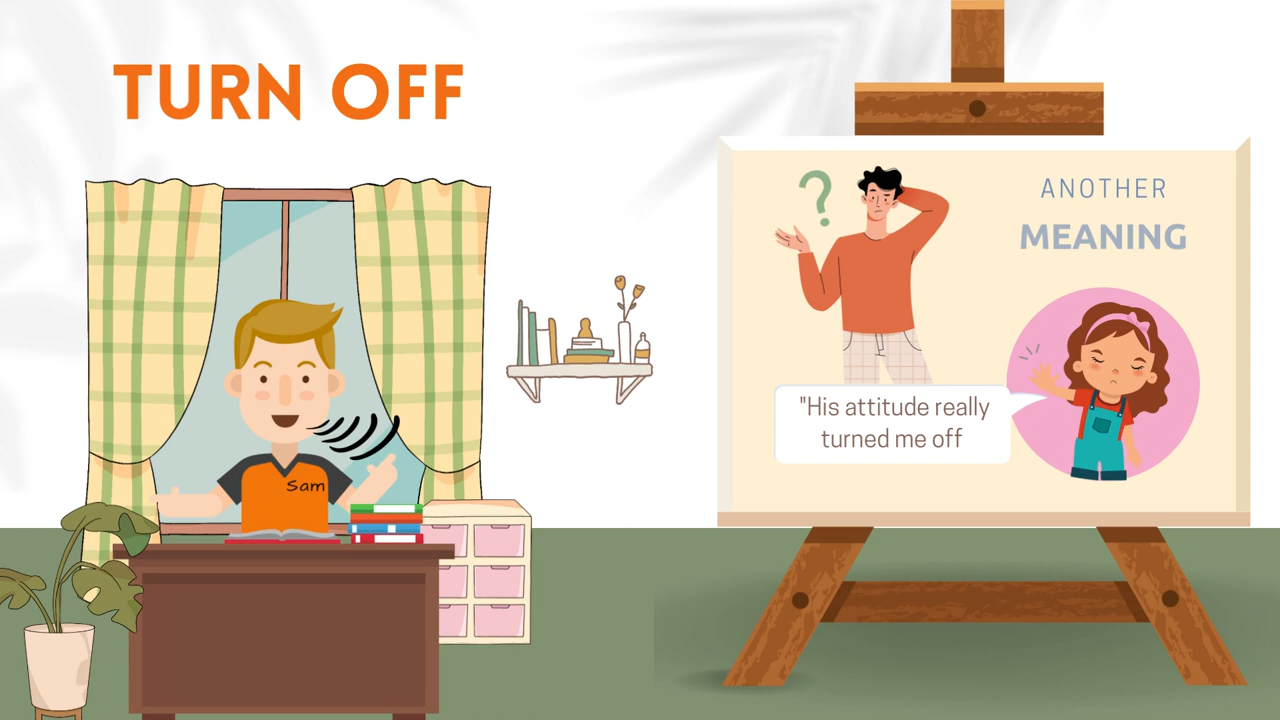 TURN OFF
Sam
ANOTHER
MEANING
?
"His attitude really
turned me off